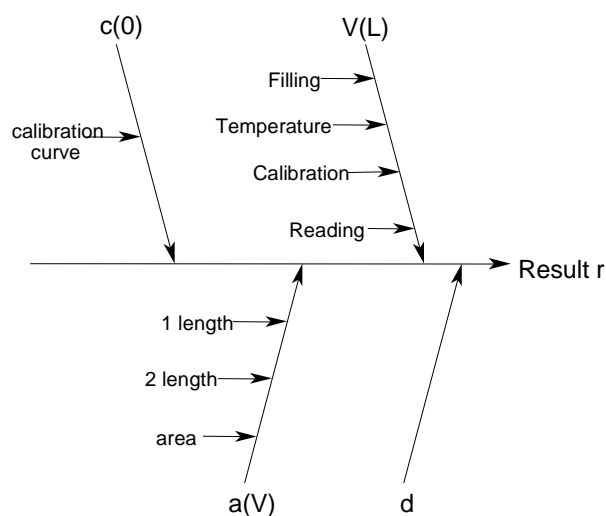 c(0)
V(L)
Filling
Temperature
calibration
curve
Calibration
Reading
Result r
1 length
2 length
area
a(V)
d